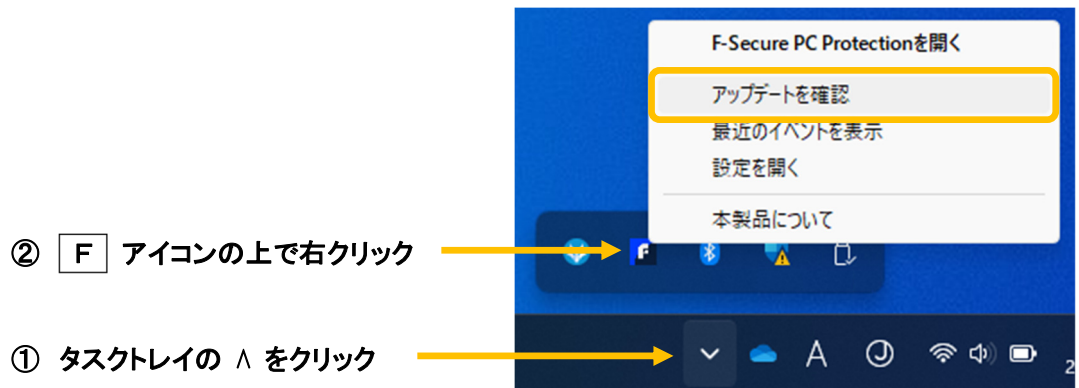 F-Secure PC Protectionを開く
アップデートを確認
最近のイベントを表示
設定を開く
本製品について
② F アイコンの上で右クリック
F
① タスクトレイの ∧ をクリック
A
J
2